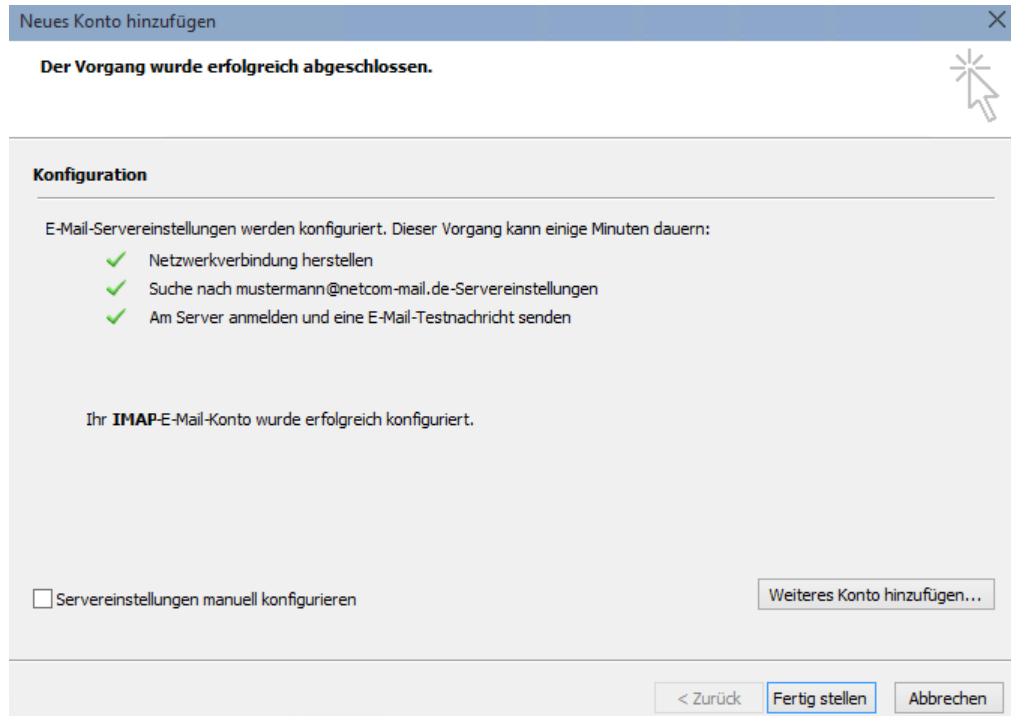 Neues Konto hinzufügen
Der Vorgang wurde erfolgreich abgeschlossen.
Konfiguration
E-Mail-Servereinstellungen werden konfiguriert. Dieser Vorgang kann einige Minuten dauern:
Netzwerkverbindung herstellen
Suche nach mustermann@netcom-mail.de-Servereinstellungen
Am Server anmelden und eine E-Mail-Testnachricht senden
Ihr IMAP-E-Mail-Konto wurde erfolgreich konfiguriert.
Servereinstellungen manuell konfigurieren
Weiteres Konto hinzufügen...
< Zurück
Fertig stellen
Abbrechen